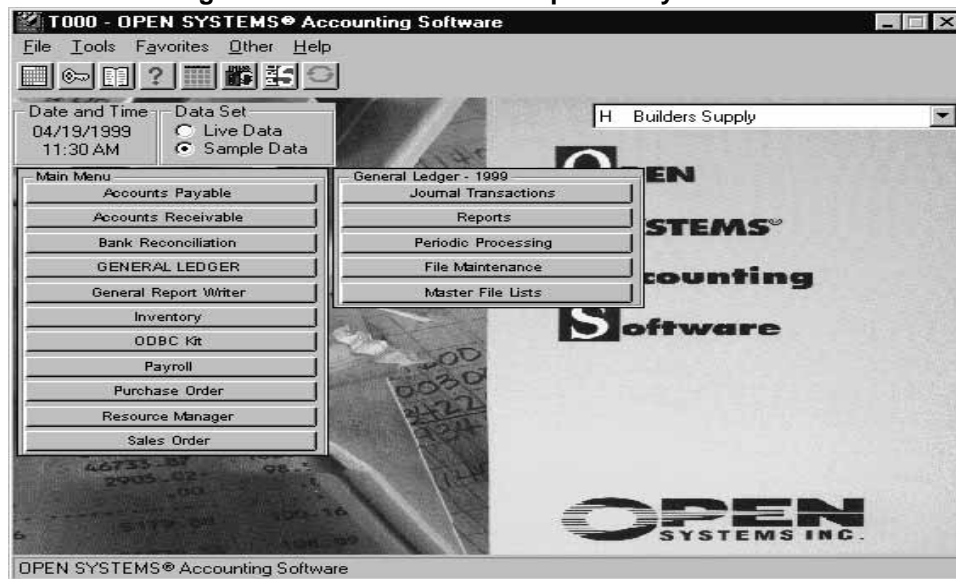 T000 - OPEN SYSTEMS® Accounting Software
File Tools Favorites Other Help
Date and Time
04/19/1999
11:30 AM
Data Set
Live Data
Sample Data
H Builders Supply
Main Menu
Accounts Payable
Accounts Receivable
Bank Reconciliation
GENERAL LEDGER
General Report Writer
Inventory
ODBC Kit
Payroll
Purchase Order
Resource Manager
Sales Order
General Ledger - 1999
Journal Transactions
Reports
Periodic Processing
File Maintenance
Master File Lists
EN
STEMS®
counting
Software
OPEN
SYSTEMS INC.
OPEN SYSTEMS® Accounting Software